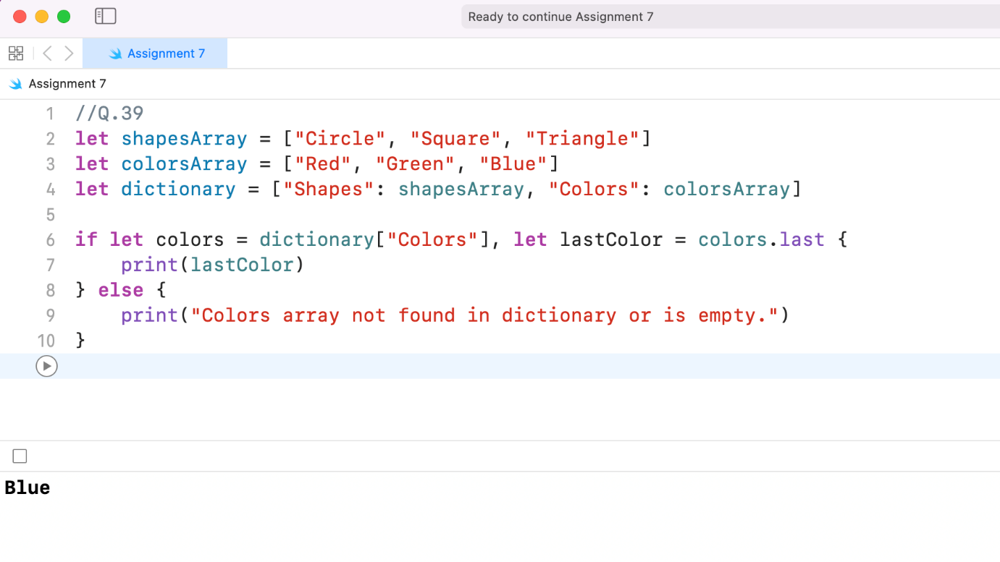 Ready to continue Assignment 7
Assignment 7
Assignment 7
1 //Q.39
2 let shapesArray = ["Circle", "Square", "Triangle"]
3 let colorsArray = ["Red", "Green", "Blue"]
4 let dictionary = ["Shapes": shapesArray, "Colors": colorsArray]
5
6 if let colors = dictionary["Colors"], let lastColor = colors.last {
7     print(lastColor)
8 } else {
9     print("Colors array not found in dictionary or is empty.")
10 }
Blue